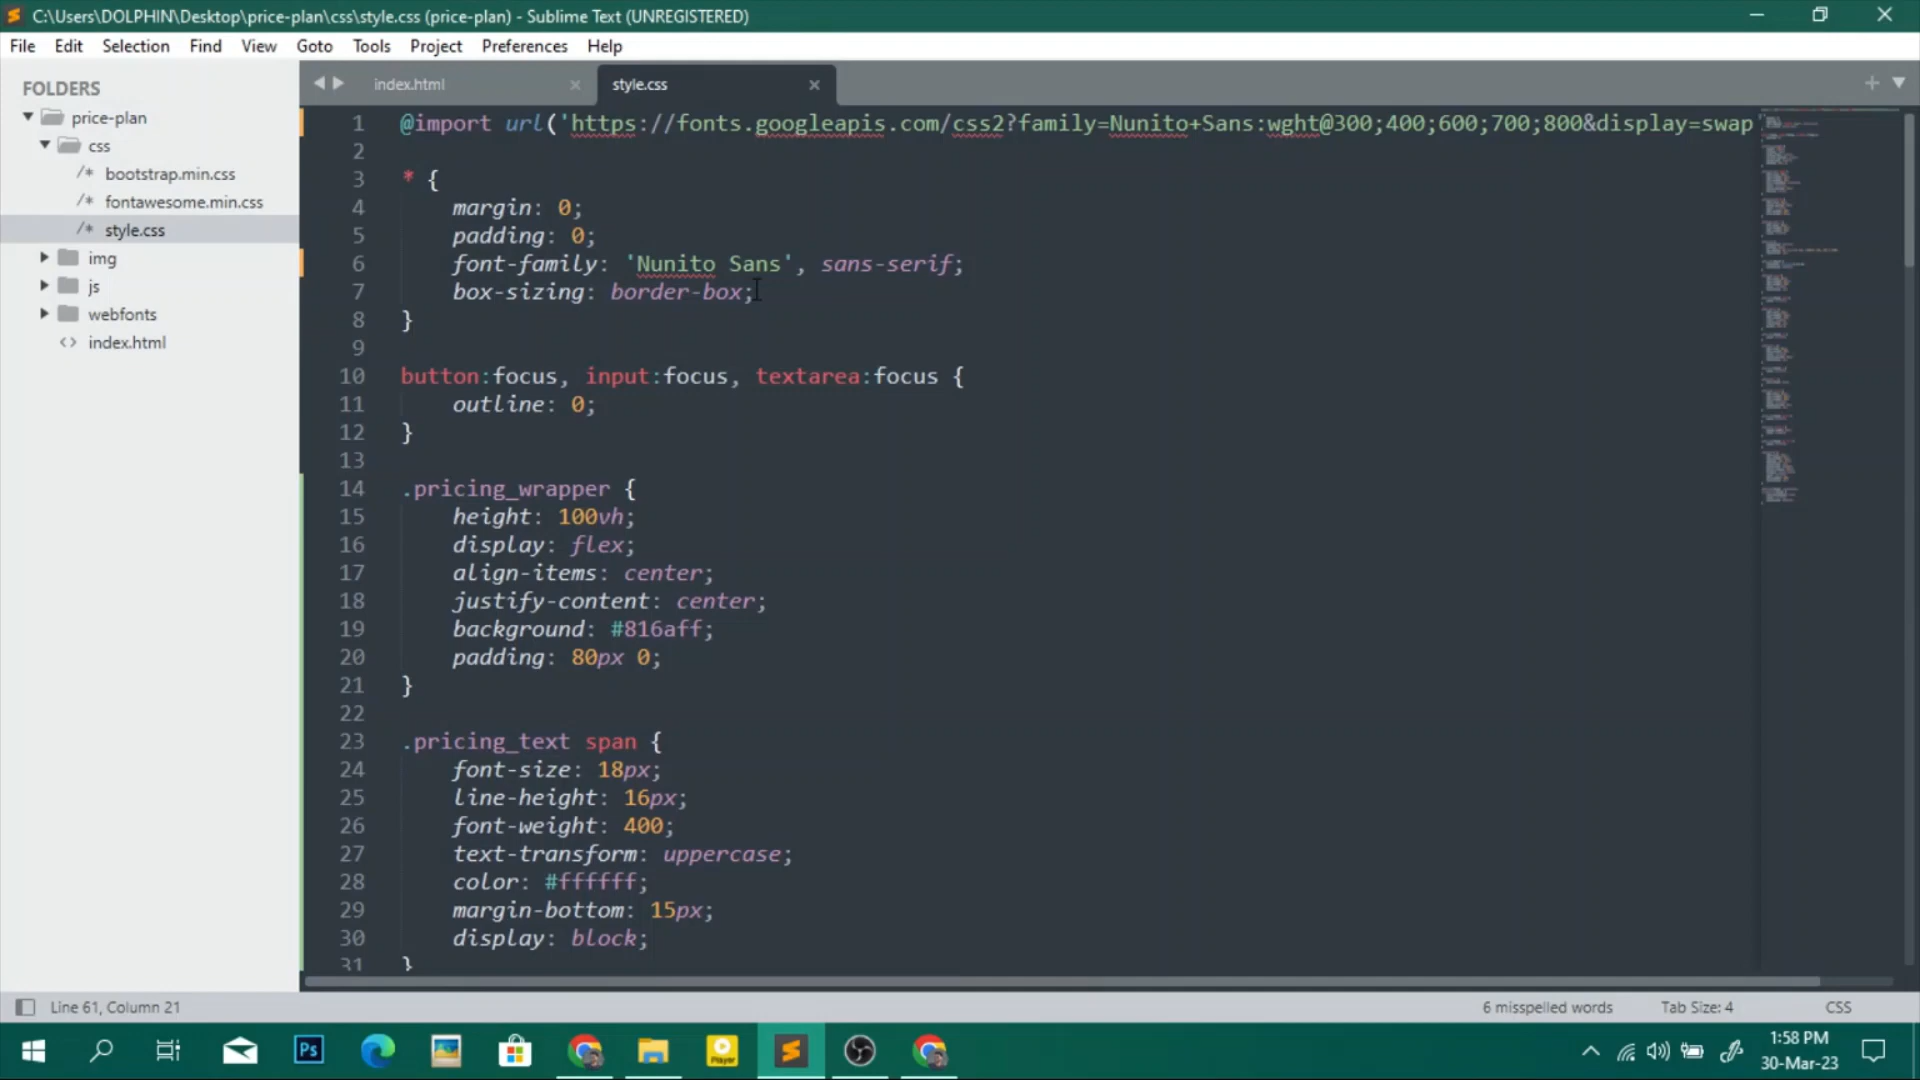 C:\Users\DOLPHIN\Desktop\price-plan\css\style.css (price-plan) - Sublime Text (UNREGISTERED)
File Edit Selection Find View Goto Tools Project Preferences Help
FOLDERS
price-plan
css
/* bootstrap.min.css
/* fontawesome.min.css
/* style.css
img
js
webfonts
<> index.html
index.html
style.css
1 @import url('https://fonts.googleapis.com/css2?family=Nunito+Sans:wght@300;400;600;700;800&display=swap
2
3 * {
4 margin: 0;
5 padding: 0;
6 font-family: 'Nunito Sans', sans-serif;
7 box-sizing: border-box;
8 }
9
10 button:focus, input:focus, textarea:focus {
11 outline: 0;
12 }
13
14 .pricing_wrapper {
15 height: 100vh;
16 display: flex;
17 align-items: center;
18 justify-content: center;
19 background: #816aff;
20 padding: 80px 0;
21 }
22
23 .pricing_text span {
24 font-size: 18px;
25 line-height: 16px;
26 font-weight: 400;
27 text-transform: uppercase;
28 color: #ffffff;
29 margin-bottom: 15px;
30 display: block;
31 }
Line 61, Column 21
6 misspelled words
Tab Size: 4
CSS
Ps
Player
1:58 PM
30-Mar-23